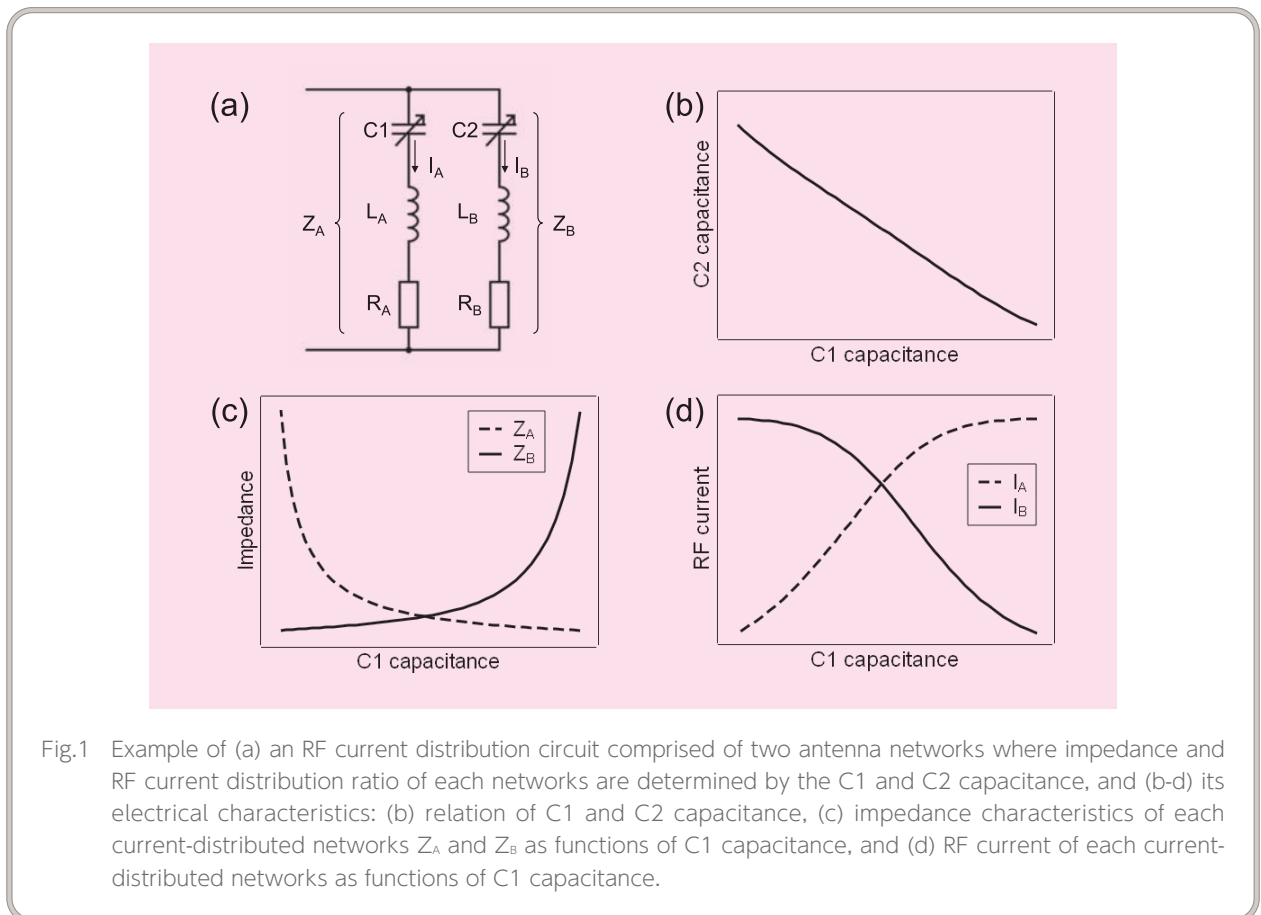 (a)
C1
C2
I_A
I_B
L_A
L_B
Z_A
Z_B
R_A
R_B
(b)
C2 capacitance
C1 capacitance
(c)
Z_A
Z_B
Impedance
C1 capacitance
(d)
I_A
I_B
RF current
C1 capacitance
Fig.1 Example of (a) an RF current distribution circuit comprised of two antenna networks where impedance and
RF current distribution ratio of each networks are determined by the C1 and C2 capacitance, and (b-d) its
electrical characteristics: (b) relation of C1 and C2 capacitance, (c) impedance characteristics of each
current-distributed networks Z_A and Z_B as functions of C1 capacitance, and (d) RF current of each current-
distributed networks as functions of C1 capacitance.